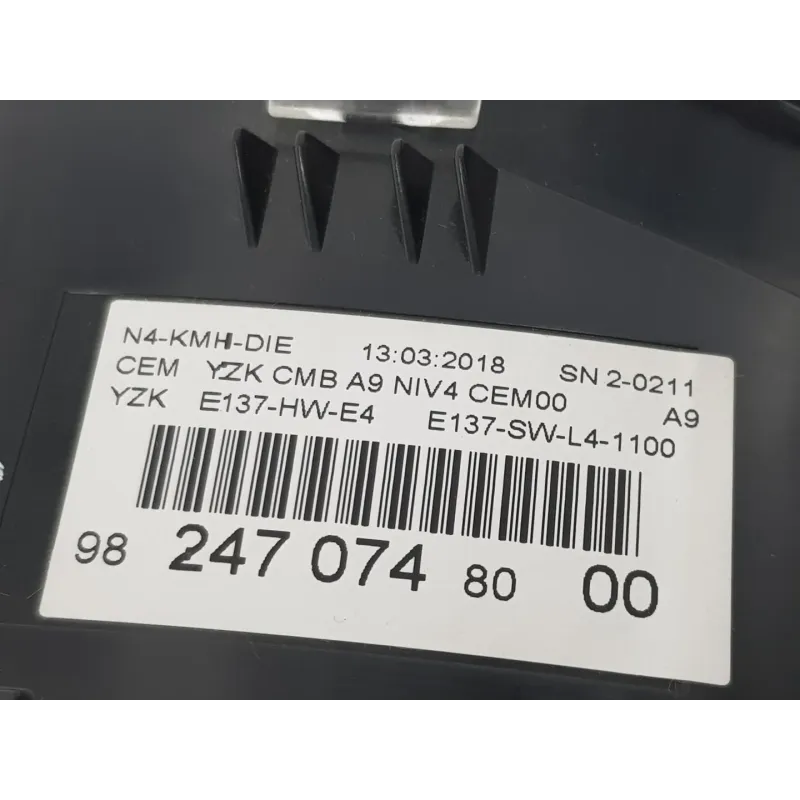 N4-KMH-DIE 13:03:2018 SN 2-0211
CEM YZK CMB A9 NIV4 CEM00 A9
YZK E137-HW-E4 E137-SW-L4-1100
98 247 074 80 00